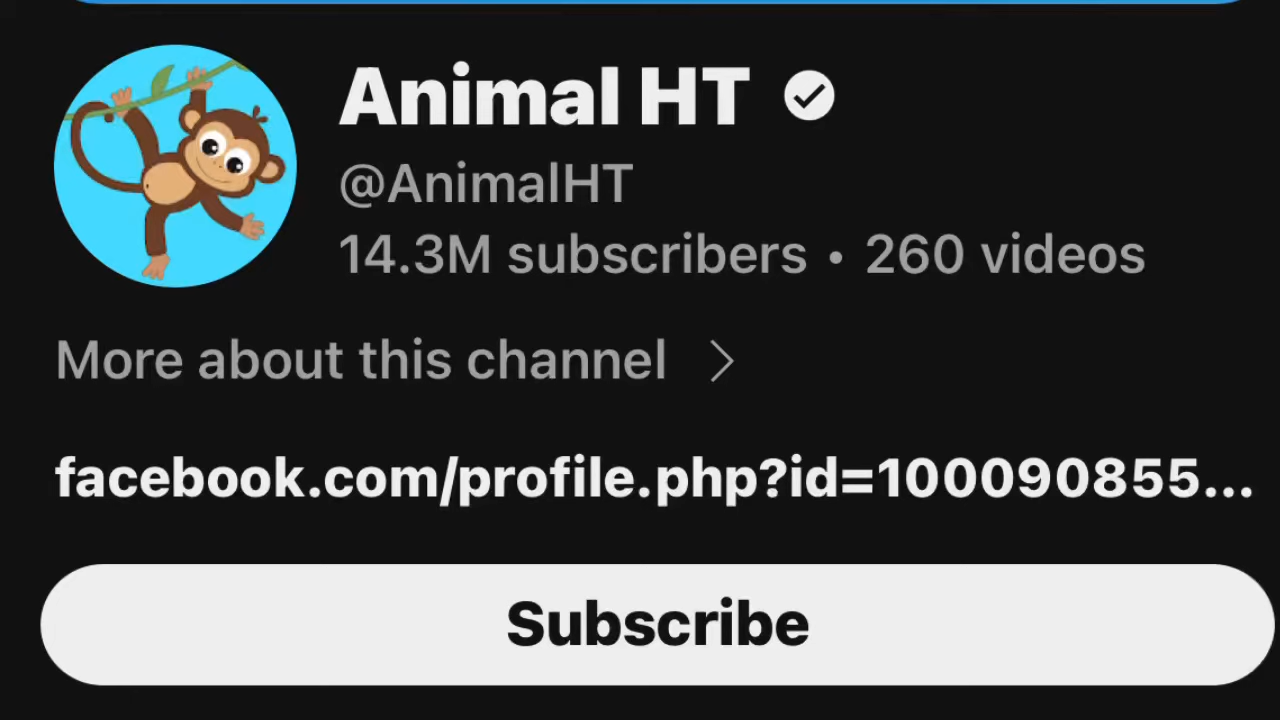 Animal HT
@AnimalHT
14.3M subscribers • 260 videos
More about this channel
facebook.com/profile.php?id=100090855...
Subscribe